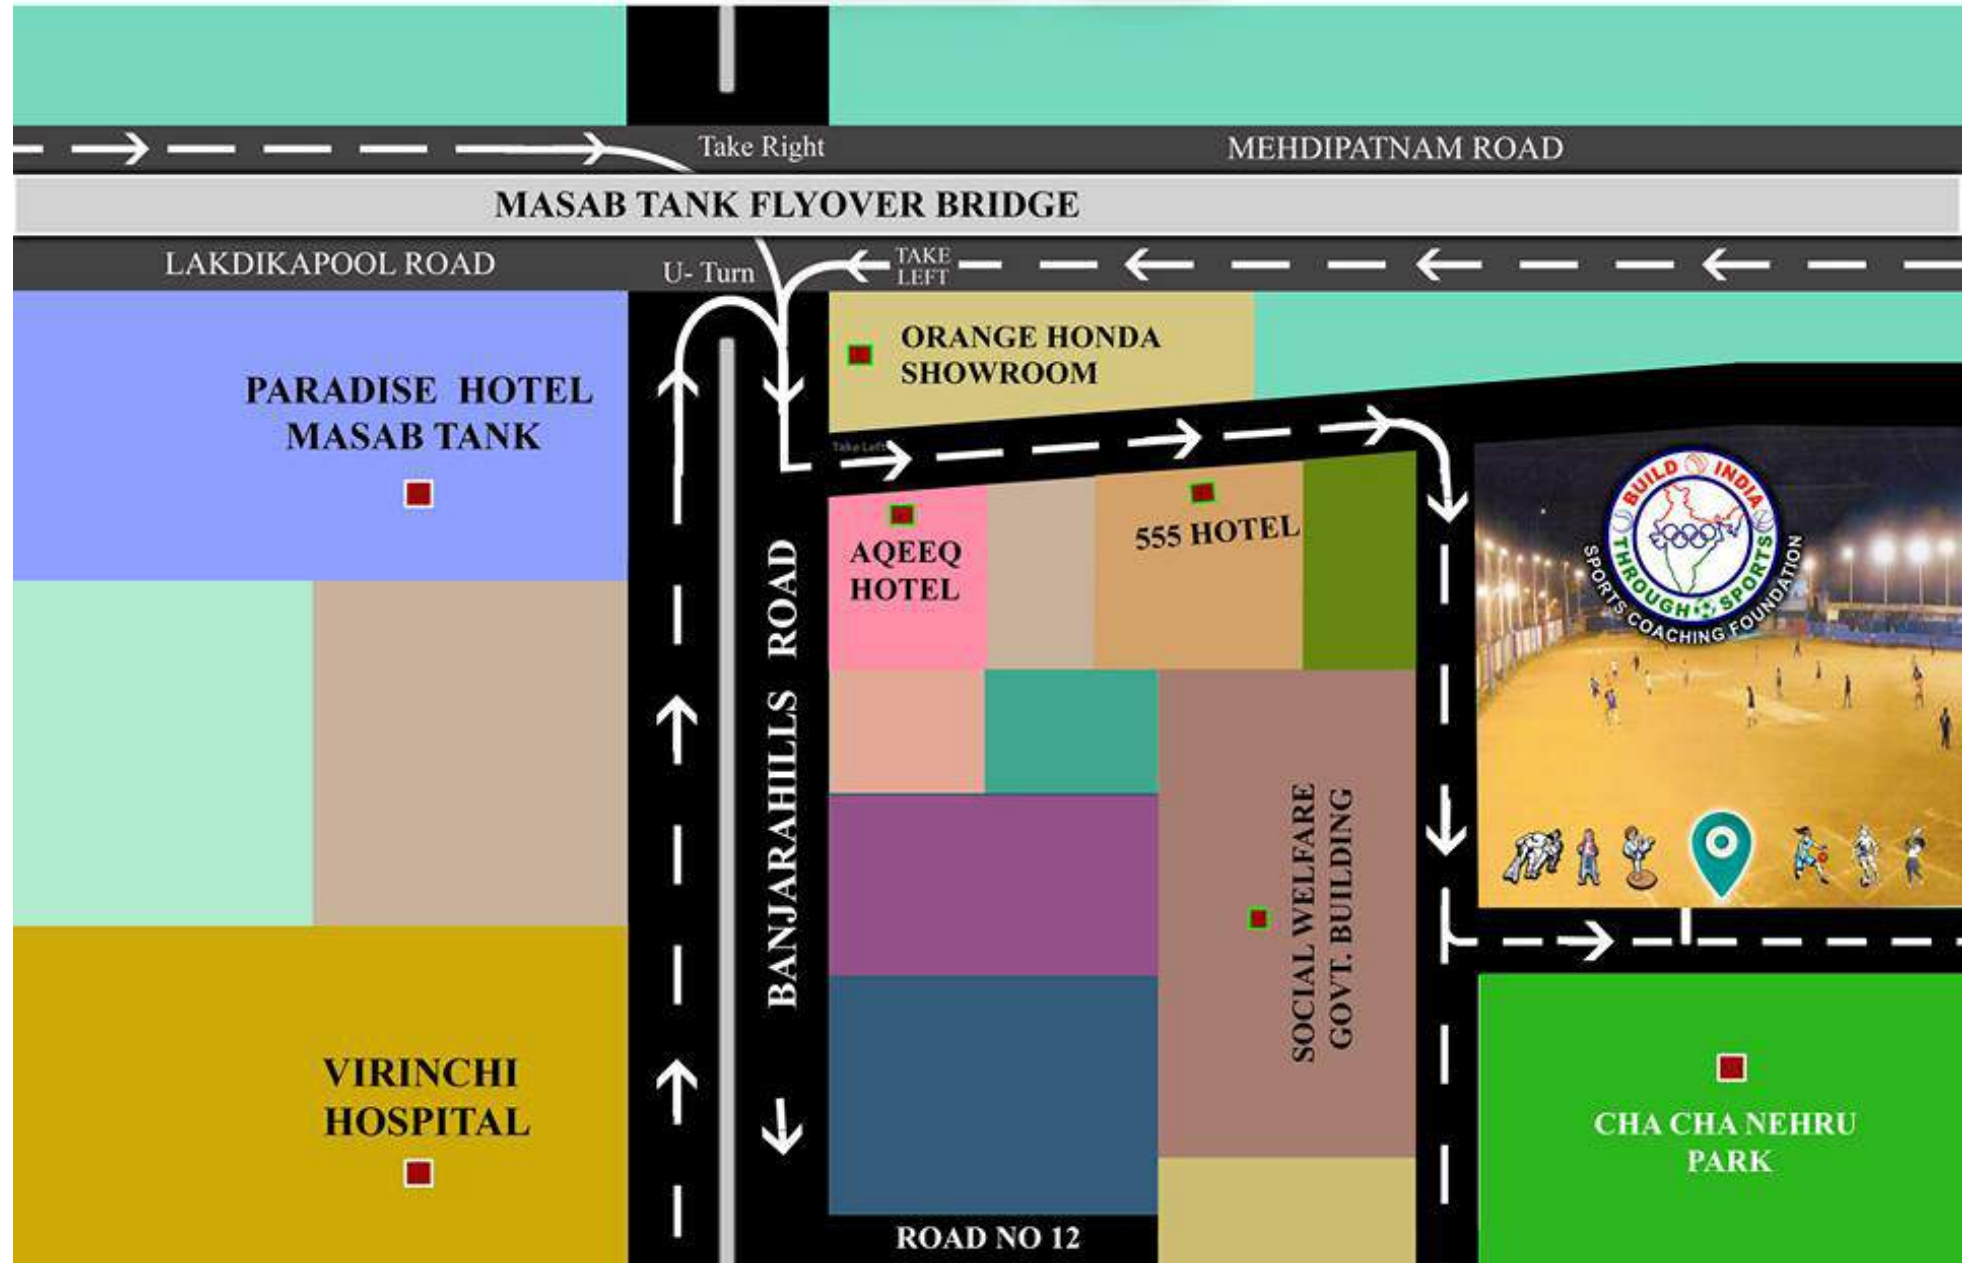 Take Right
MEHDIPATNAM ROAD
MASAB TANK FLYOVER BRIDGE
LAKDIKAPOOL ROAD
U- Turn
TAKE
LEFT
ORANGE HONDA
SHOWROOM
PARADISE HOTEL
MASAB TANK
Take Left
AQEEQ
HOTEL
555 HOTEL
BUILD INDIA
THROUGH SPORTS
SPORTS COACHING FOUNDATION
BANJARAHILLS ROAD
SOCIAL WELFARE
GOVT. BUILDING
VIRINCHI
HOSPITAL
CHA CHA NEHRU
PARK
ROAD NO 12